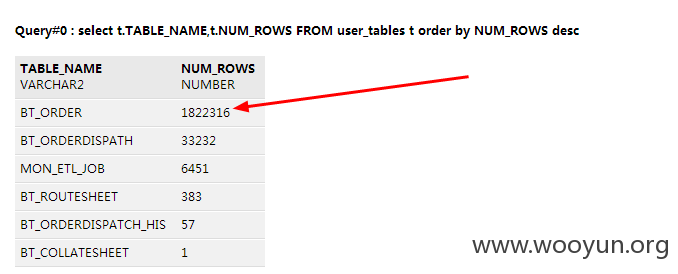 Query#0 : select t.TABLE_NAME,t.NUM_ROWS FROM user_tables t order by NUM_ROWS desc
TABLE_NAME NUM_ROWS
VARCHAR2 NUMBER
BT_ORDER 1822316
BT_ORDERDISPATH 33232
MON_ETL_JOB 6451
BT_ROUTESHEET 383
BT_ORDERDISPATCH_HIS 57
BT_COLLATESHEET 1
www.wooyun.org